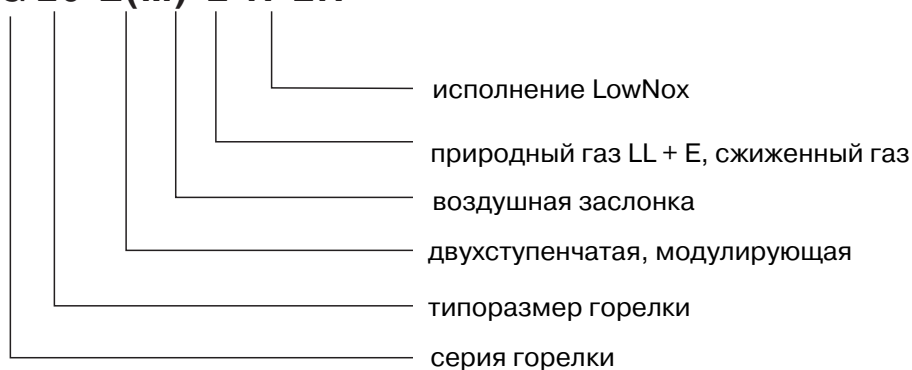 исполнение LowNox
природный газ LL + E, сжиженный газ
воздушная заслонка
двухступенчатая, модулирующая
типоразмер горелки
серия горелки